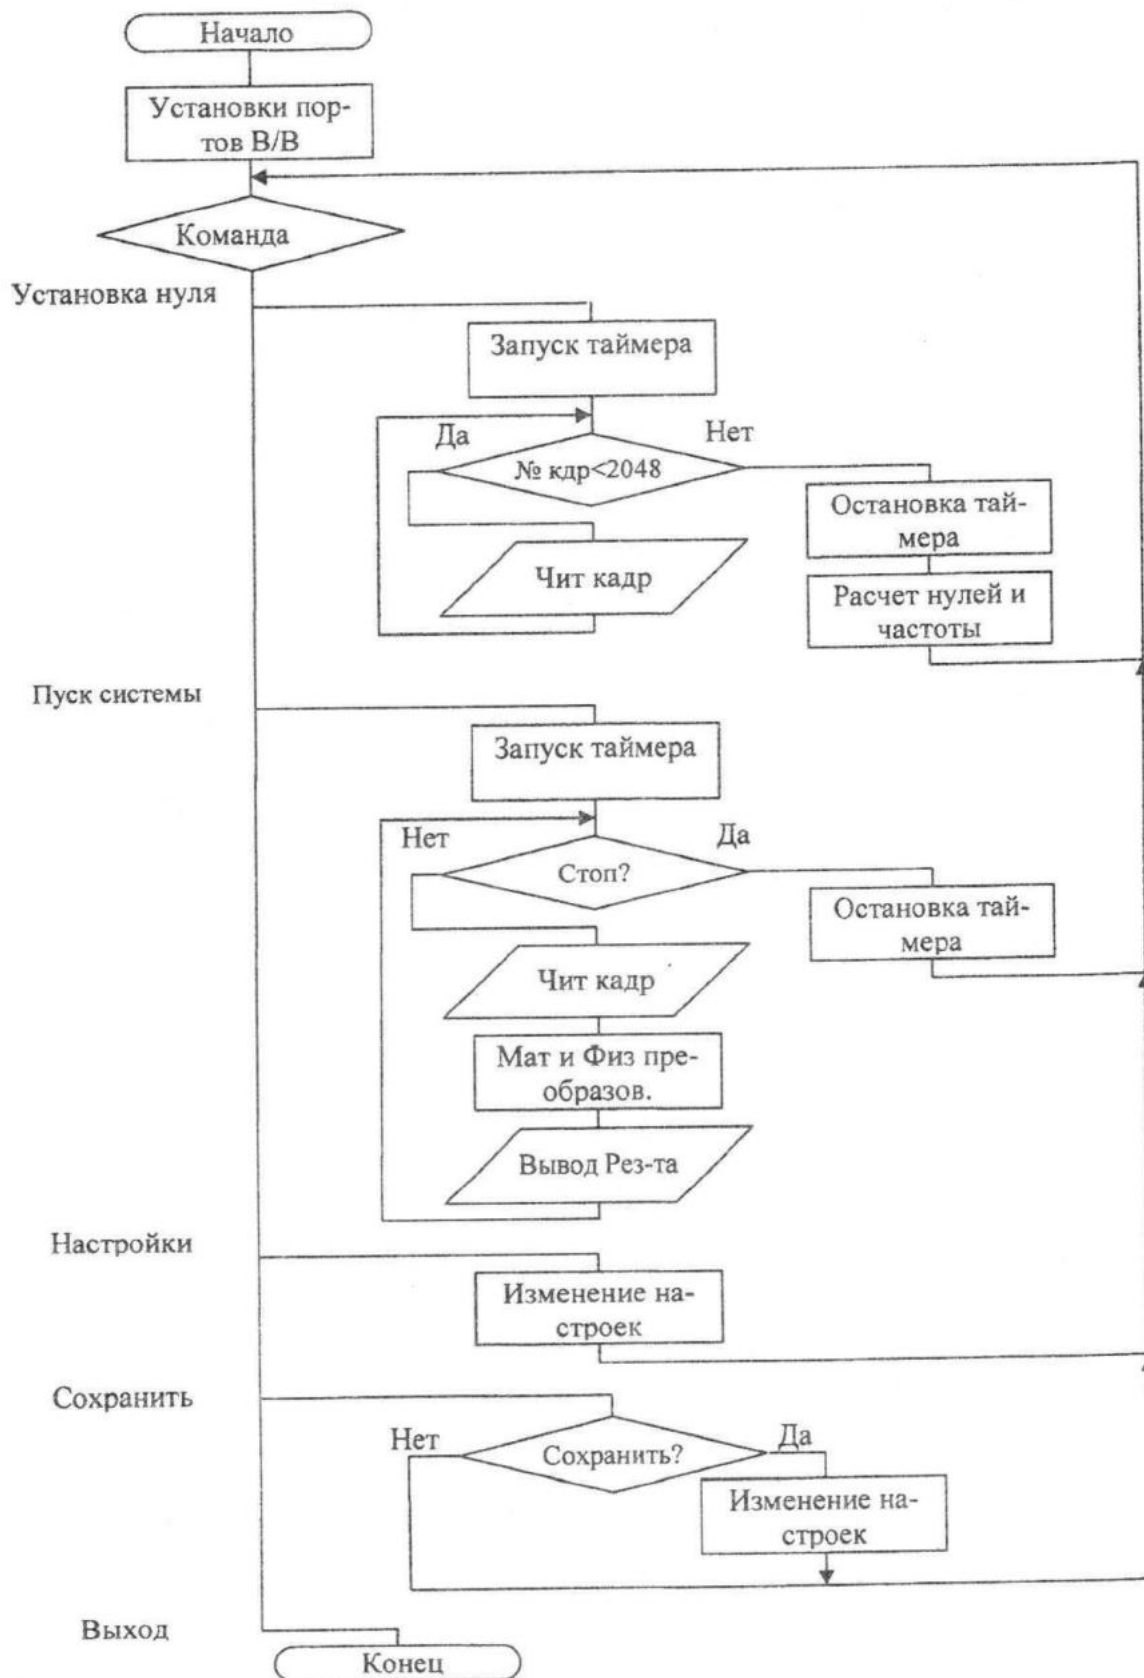 Начало
Установки пор-
тов В/В
Команда
Установка нуля
Запуск таймера
Да
Нет
№ кдр<2048
Остановка тай-
мера
Чит кадр
Расчет нулей и
частоты
Пуск системы
Запуск таймера
Нет
Да
Стоп?
Остановка тай-
мера
Чит кадр
Мат и Физ пре-
образов.
Вывод Рез-та
Настройки
Изменение на-
строек
Сохранить
Нет
Да
Сохранить?
Изменение на-
строек
Выход
Конец